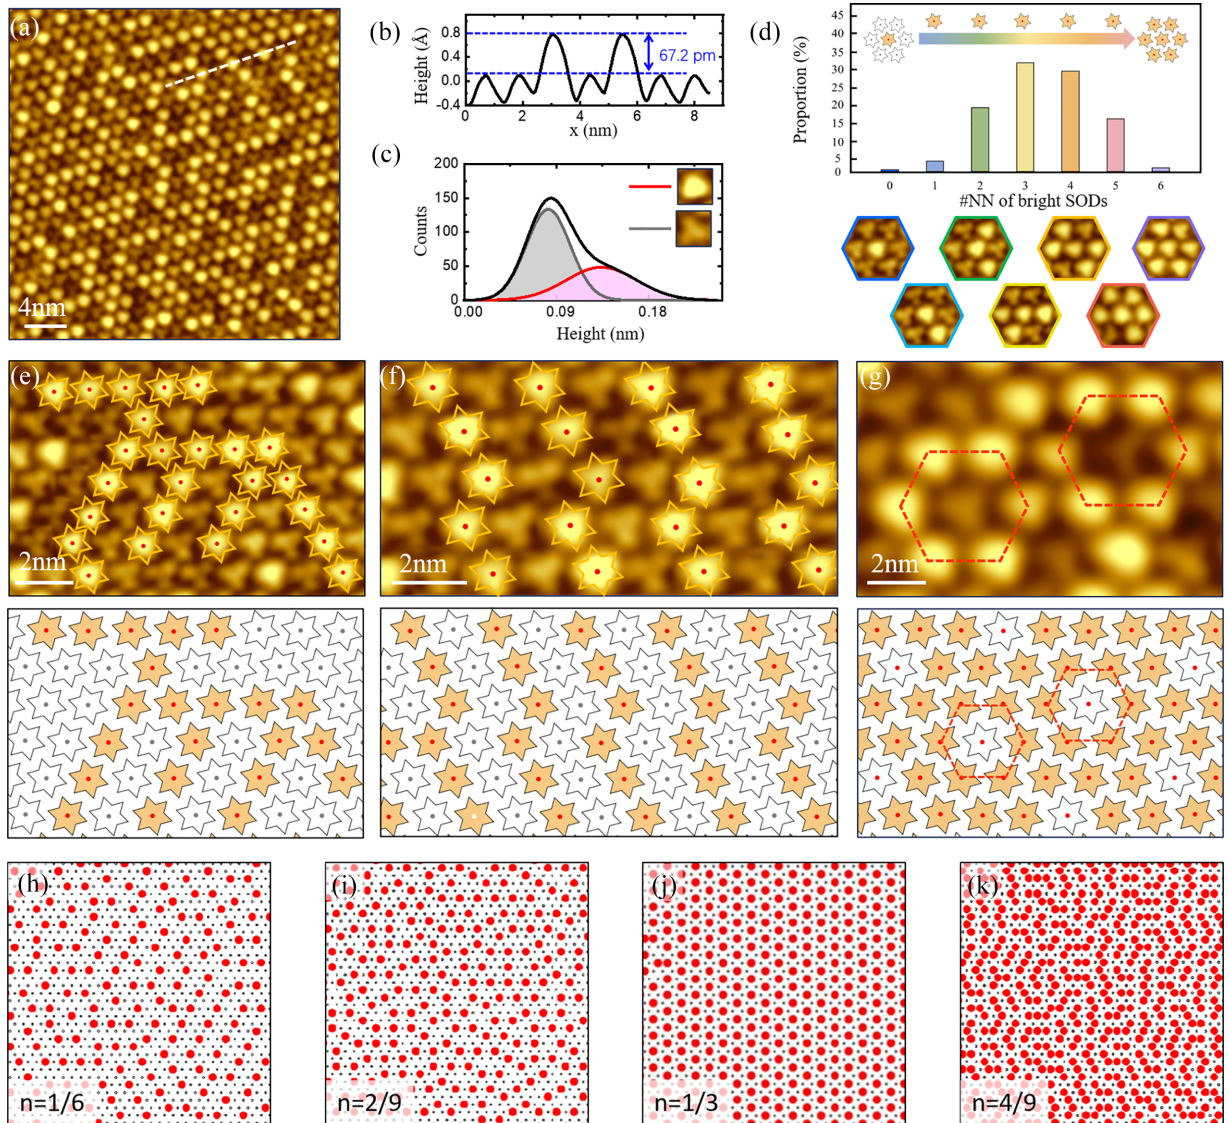 (a)
4nm
(b)
Height (Å)
0.8
0.4
0.0
-0.4
67.2 pm
0 2 4 6 8
x (nm)
(c)
Counts
200
150
100
50
0
0.00 0.09 0.18
Height (nm)
(d)
Proportion (%)
45
40
35
30
25
20
15
10
5
0
0 1 2 3 4 5 6
#NN of bright SODs
(e)
2nm
(f)
2nm
(g)
2nm
(h)
n=1/6
(i)
n=2/9
(j)
n=1/3
(k)
n=4/9